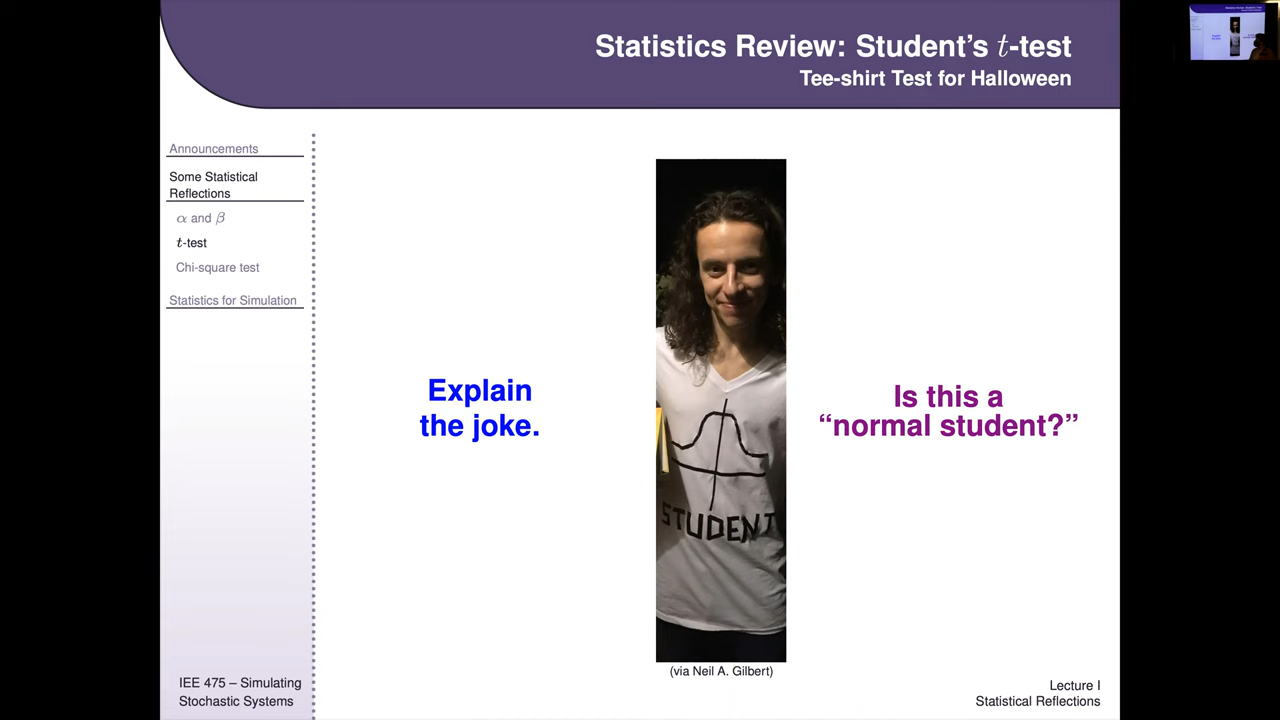 Statistics Review: Student’s t-test
Tee-shirt Test for Halloween
Announcements
Some Statistical
Reflections
α and β
t-test
Chi-square test
Statistics for Simulation
Explain
the joke.
STUDENT
Is this a
“normal student?”
(via Neil A. Gilbert)
IEE 475 – Simulating
Stochastic Systems
Lecture I
Statistical Reflections